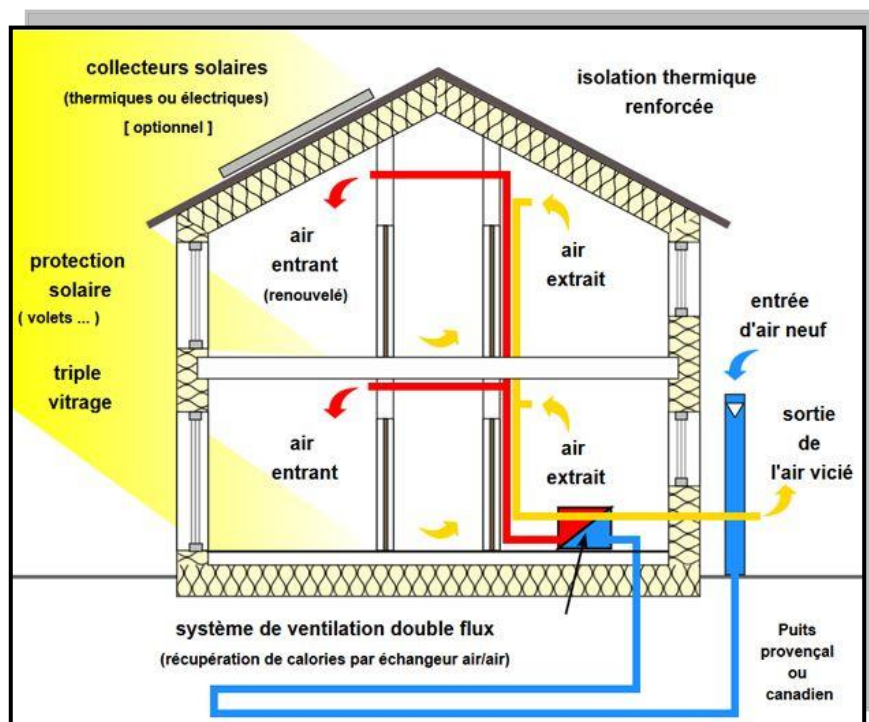 collecteurs solaires
(thermiques ou électriques)
[ optionnel ]
isolation thermique
renforcée
air
entrant
(renouvelé)
air
extrait
protection
solaire
( volets ... )
entrée
d'air neuf
triple
vitrage
air
entrant
air
extrait
sortie
de
l'air vicié
système de ventilation double flux
(récupération de calories par échangeur air/air)
Puits
provençal
ou
canadien